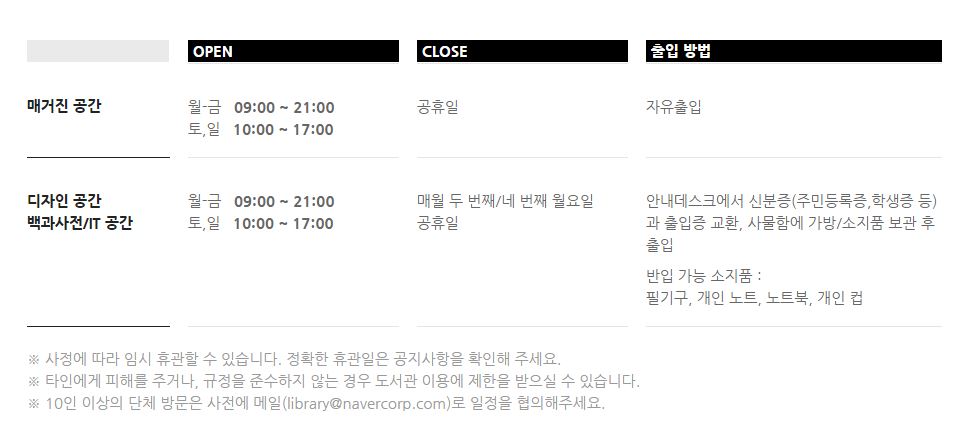 OPEN CLOSE 출입 방법
매거진 공간 월-금 09:00 ~ 21:00 공휴일 자유출입
토,일 10:00 ~ 17:00
디자인 공간 월-금 09:00 ~ 21:00 매월 두 번째/네 번째 월요일 안내데스크에서 신분증(주민등록증,학생증 등)
백과사전/IT 공간 토,일 10:00 ~ 17:00 공휴일 과 출입증 교환, 사물함에 가방/소지품 보관 후
출입
반입 가능 소지품 :
필기구, 개인 노트, 노트북, 개인 컵
※ 사정에 따라 임시 휴관할 수 있습니다. 정확한 휴관일은 공지사항을 확인해 주세요.
※ 타인에게 피해를 주거나, 규정을 준수하지 않는 경우 도서관 이용에 제한을 받으실 수 있습니다.
※ 10인 이상의 단체 방문은 사전에 메일(library@navercorp.com)로 일정을 협의해주세요.